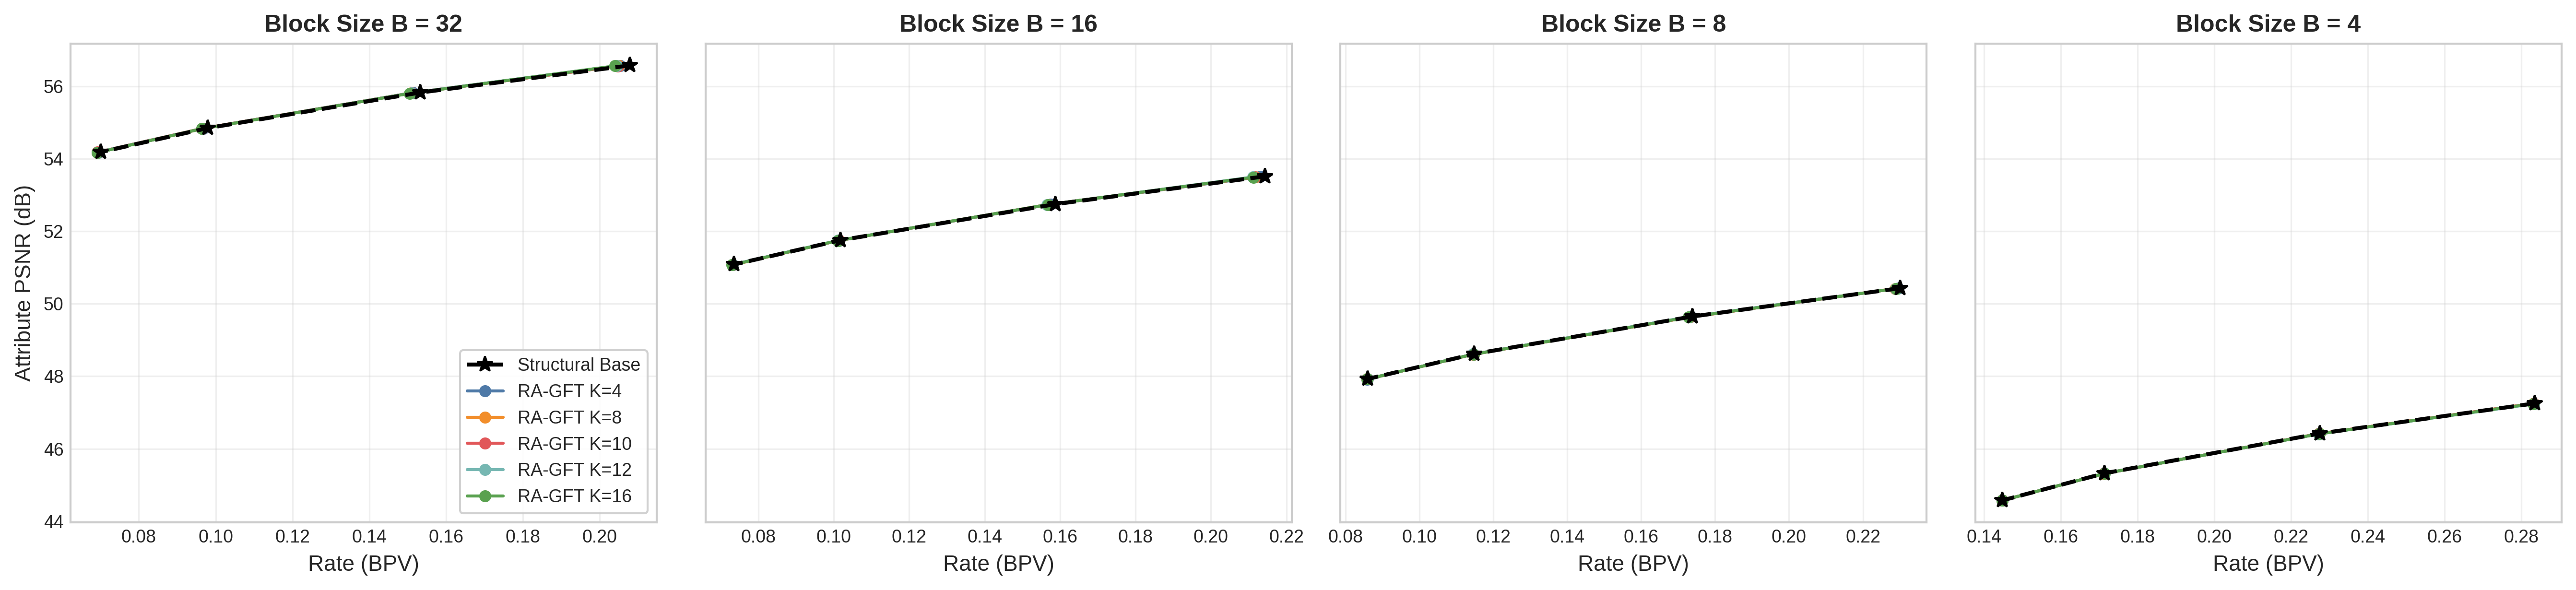 Block Size B = 32
Block Size B = 16
Block Size B = 8
Block Size B = 4
Attribute PSNR (dB)
56
54
52
50
48
46
44
Structural Base
RA-GFT K=4
RA-GFT K=8
RA-GFT K=10
RA-GFT K=12
RA-GFT K=16
0.08 0.10 0.12 0.14 0.16 0.18 0.20
Rate (BPV)
0.08 0.10 0.12 0.14 0.16 0.18 0.20 0.22
Rate (BPV)
0.08 0.10 0.12 0.14 0.16 0.18 0.20 0.22
Rate (BPV)
0.14 0.16 0.18 0.20 0.22 0.24 0.26 0.28
Rate (BPV)